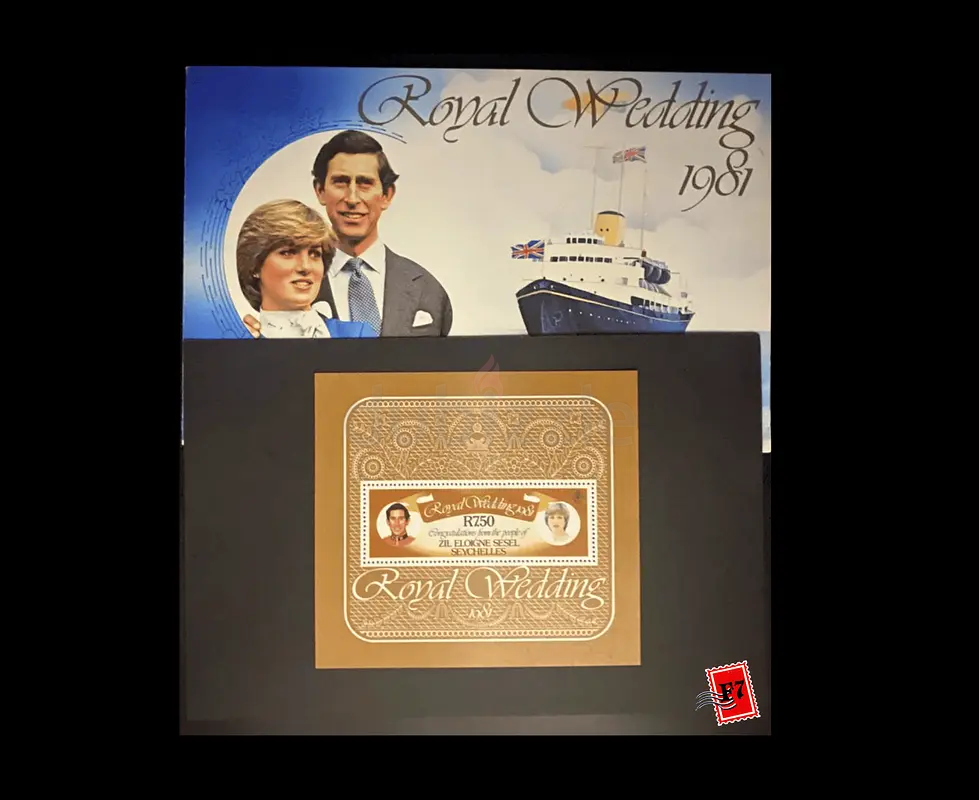 Royal Wedding
1981
Royal Wedding 1981
R7.50
Congratulations from the people of
ZIL ELOIGNE SESEL
SEYCHELLES
Royal Wedding
1981
F7